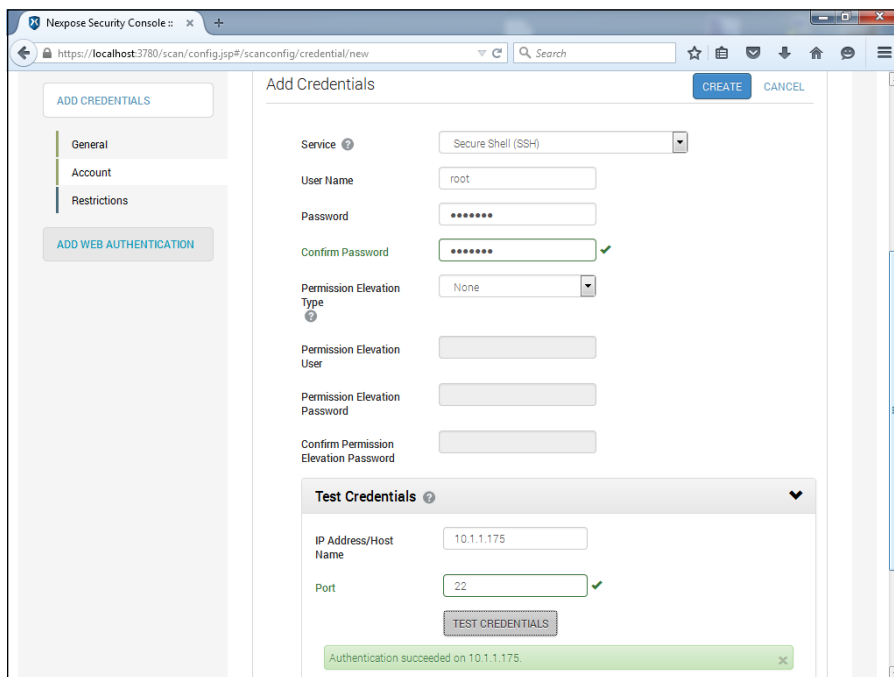 Nexpose Security Console ::
https://localhost:3780/scan/config.jsp#/scanconfig/credential/new
Search
ADD CREDENTIALS
General
Account
Restrictions
ADD WEB AUTHENTICATION
Add Credentials
CREATE
CANCEL
Service
Secure Shell (SSH)
User Name
root
Password
•••••••
Confirm Password
•••••••
Permission Elevation
Type
None
Permission Elevation
User
Permission Elevation
Password
Confirm Permission
Elevation Password
Test Credentials
IP Address/Host
Name
10.1.1.175
Port
22
TEST CREDENTIALS
Authentication succeeded on 10.1.1.175.